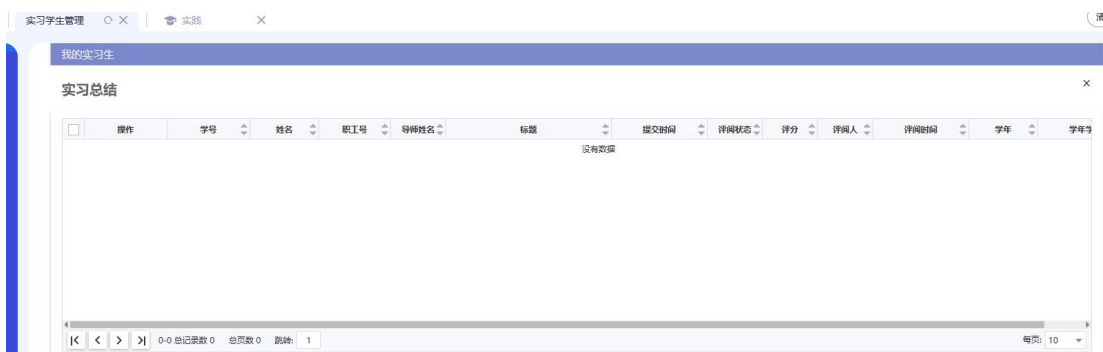 实习学生管理 实践
我的实习生
实习总结
操作 学号 姓名 职工号 导师姓名 标题 提交时间 评阅状态 评分 评阅人 评阅时间 学年
没有数据
0-0 总记录数 0 总页数 0 跳转: 1 每页: 10